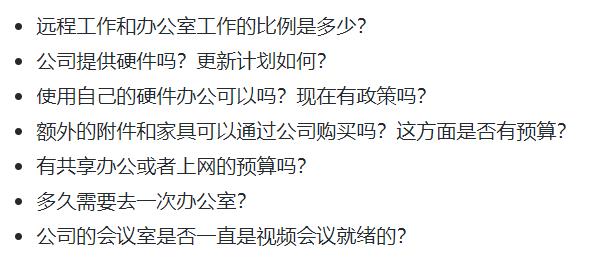 远程工作和办公室工作的比例是多少？
公司提供硬件吗？更新计划如何？
使用自己的硬件办公可以吗？现在有政策吗？
额外的附件和家具可以通过公司购买吗？这方面是否有预算？
有共享办公或者上网的预算吗？
多久需要去一次办公室？
公司的会议室是否一直是视频会议就绪的？